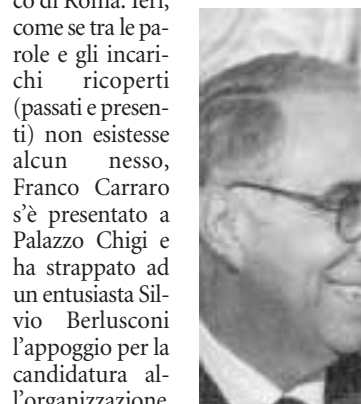 co di Roma. Ieri,
come se tra le pa-
role e gli incari-
chi ricoperti
(passati e presen-
ti) non esistesse
alcun nesso,
Franco Carraro
s'è presentato a
Palazzo Chigi e
ha strappato ad
un entusiasta Sil-
vio Berlusconi
l'appoggio per la
candidatura al-
l'organizzazione